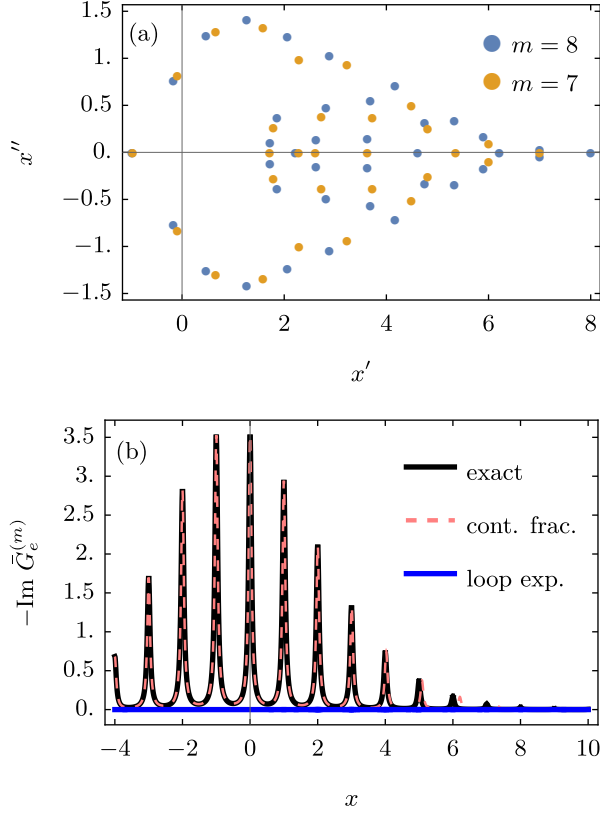 1.5
(a)
m = 8
1.
m = 7
0.5
x''
0.
−0.5
−1.
−1.5
0 2 4 6 8
x'
3.5
(b)
3.
exact
2.5
−Im Ḡ_e^(m)
2.
cont. frac.
1.5
loop exp.
1.
0.5
0
−4 −2 0 2 4 6 8 10
x